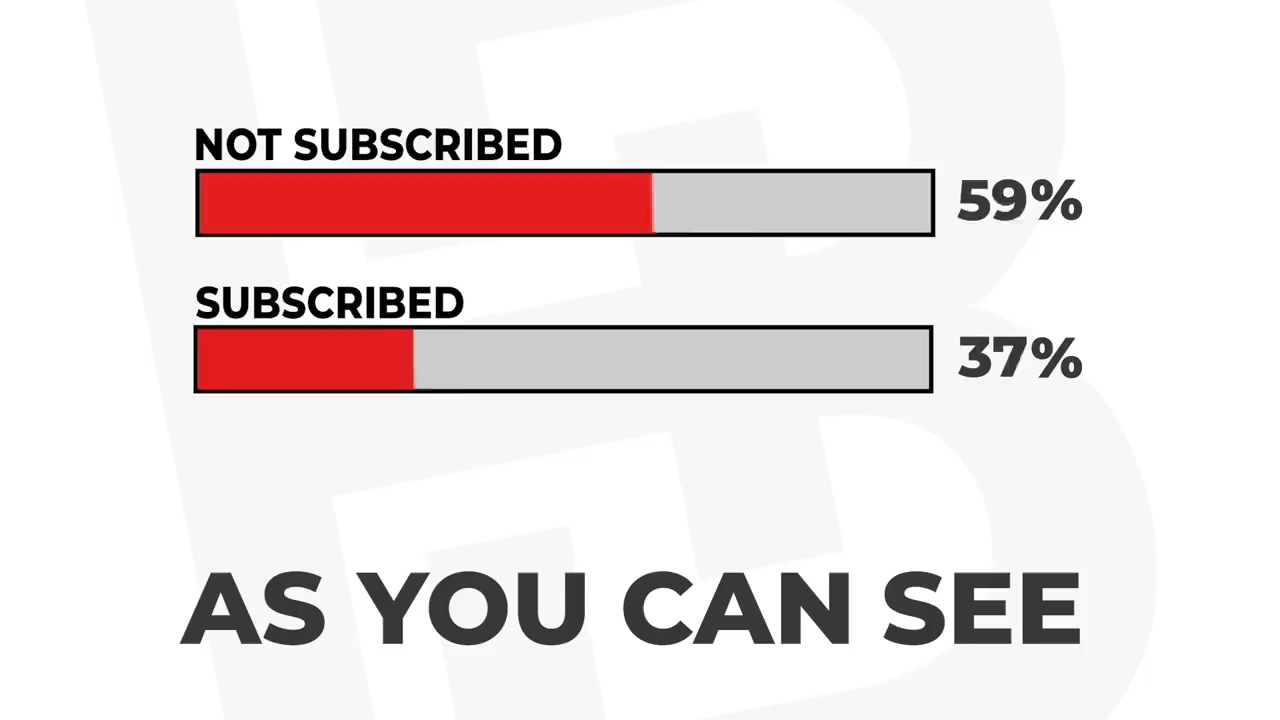 NOT SUBSCRIBED
59%
SUBSCRIBED
37%
AS YOU CAN SEE